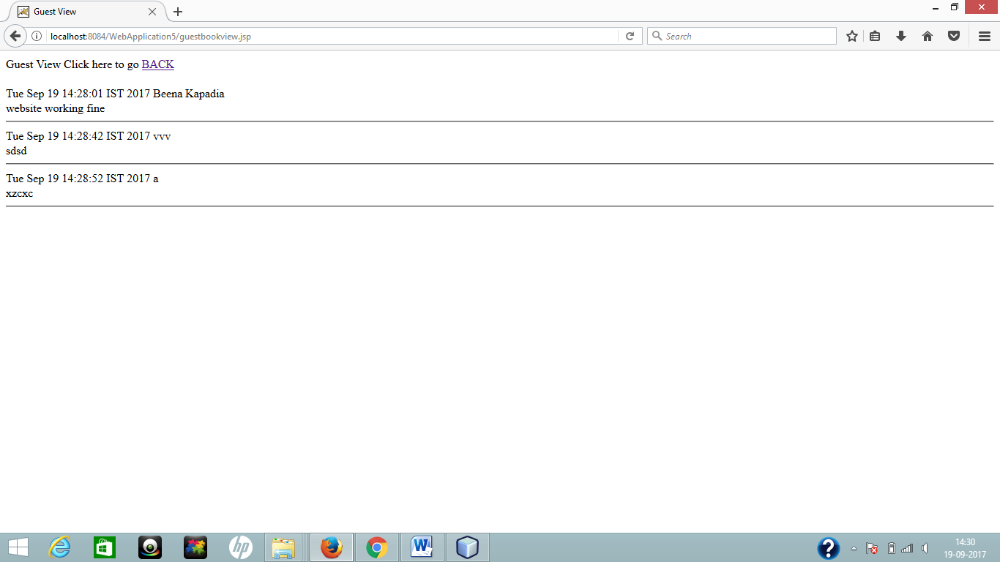 Guest View
localhost:8084/WebApplication5/guestbookview.jsp
Search
Guest View Click here to go BACK
Tue Sep 19 14:28:01 IST 2017 Beena Kapadia
website working fine
Tue Sep 19 14:28:42 IST 2017 vvv
sdsd
Tue Sep 19 14:28:52 IST 2017 a
xzcxc
hp
14:30
19-09-2017